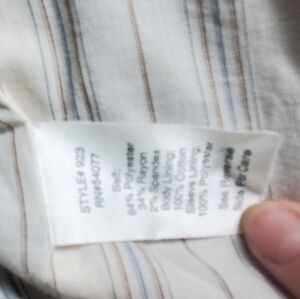 STYLE# 923
RN#54077
Self:
64% Polyester
34% Rayon
2% Spandex
Body Lining:
100% Cotton
Sleeve Lining:
100% Polyester
See Reverse
For Care